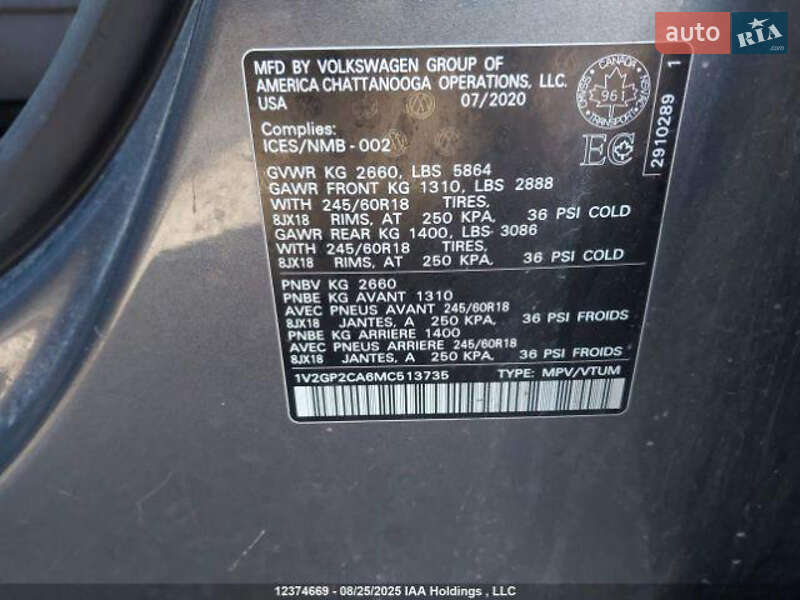 auto RIA.com
MFD BY VOLKSWAGEN GROUP OF
AMERICA CHATTANOOGA OPERATIONS, LLC.
USA 07/2020
CANADA
961
TRANSPORT
EC
2910289 1
Complies:
ICES/NMB-002
GVWR KG 2660, LBS 5864
GAWR FRONT KG 1310, LBS 2888
WITH 245/60R18 TIRES,
8JX18 RIMS, AT 250 KPA, 36 PSI COLD
GAWR REAR KG 1400, LBS 3086
WITH 245/60R18 TIRES,
8JX18 RIMS, AT 250 KPA, 36 PSI COLD
PNBV KG 2660
PNBE KG AVANT 1310
AVEC PNEUS AVANT 245/60R18
8JX18 JANTES, A 250 KPA, 36 PSI FROIDS
PNBE KG ARRIÈRE 1400
AVEC PNEUS ARRIERE 245/60R18
8JX18 JANTES, A 250 KPA, 36 PSI FROIDS
1V2GP2CA6MC513735 TYPE: MPV/VTUM
12374669 - 08/25/2025 IAA Holdings , LLC